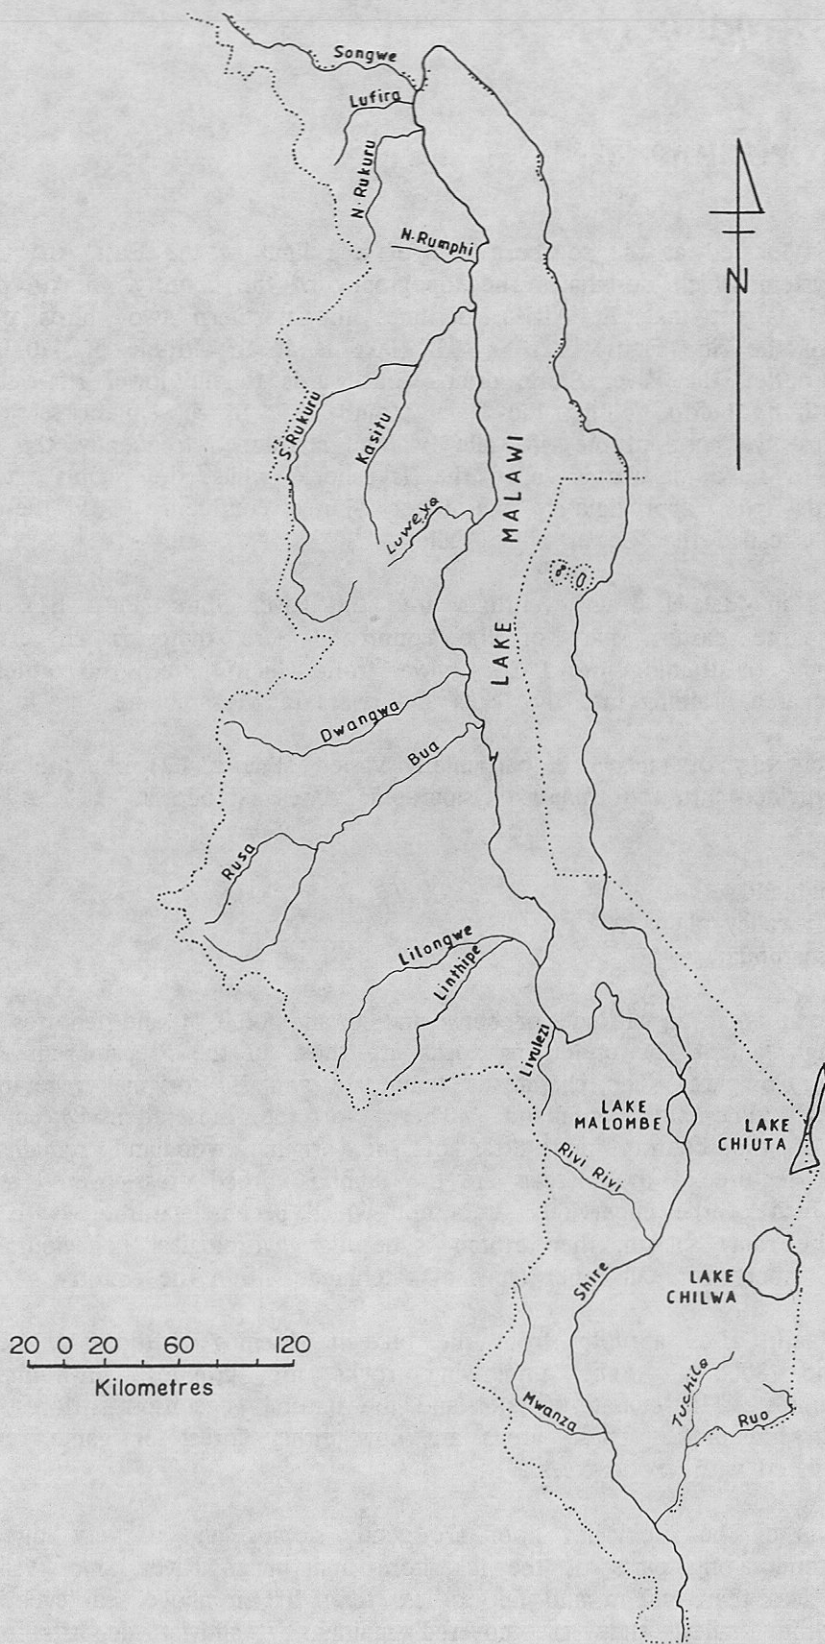 Songwe
Lufira
N. Rukuru
N. Rumphi
N
S. Rukuru
Kasitu
LAKE MALAWI
Luweya
Dwangwa
Bua
Rusa
Lilongwe
Linthipe
Livulezi
LAKE
MALOMBE
LAKE
CHIUTA
Rivi Rivi
Shire
LAKE
CHILWA
20 0 20 60 120
Kilometres
Tuchila
Mwanza
Ruo